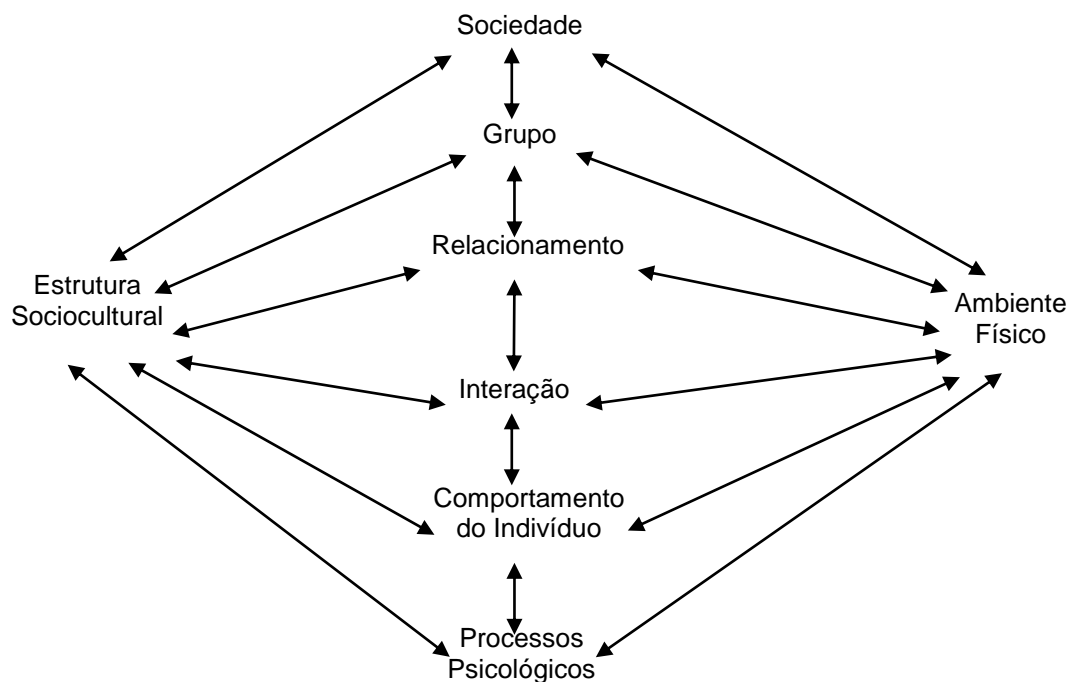 Sociedade
Grupo
Relacionamento
Estrutura
Sociocultural
Ambiente
Físico
Interação
Comportamento
do Indivíduo
Processos
Psicológicos